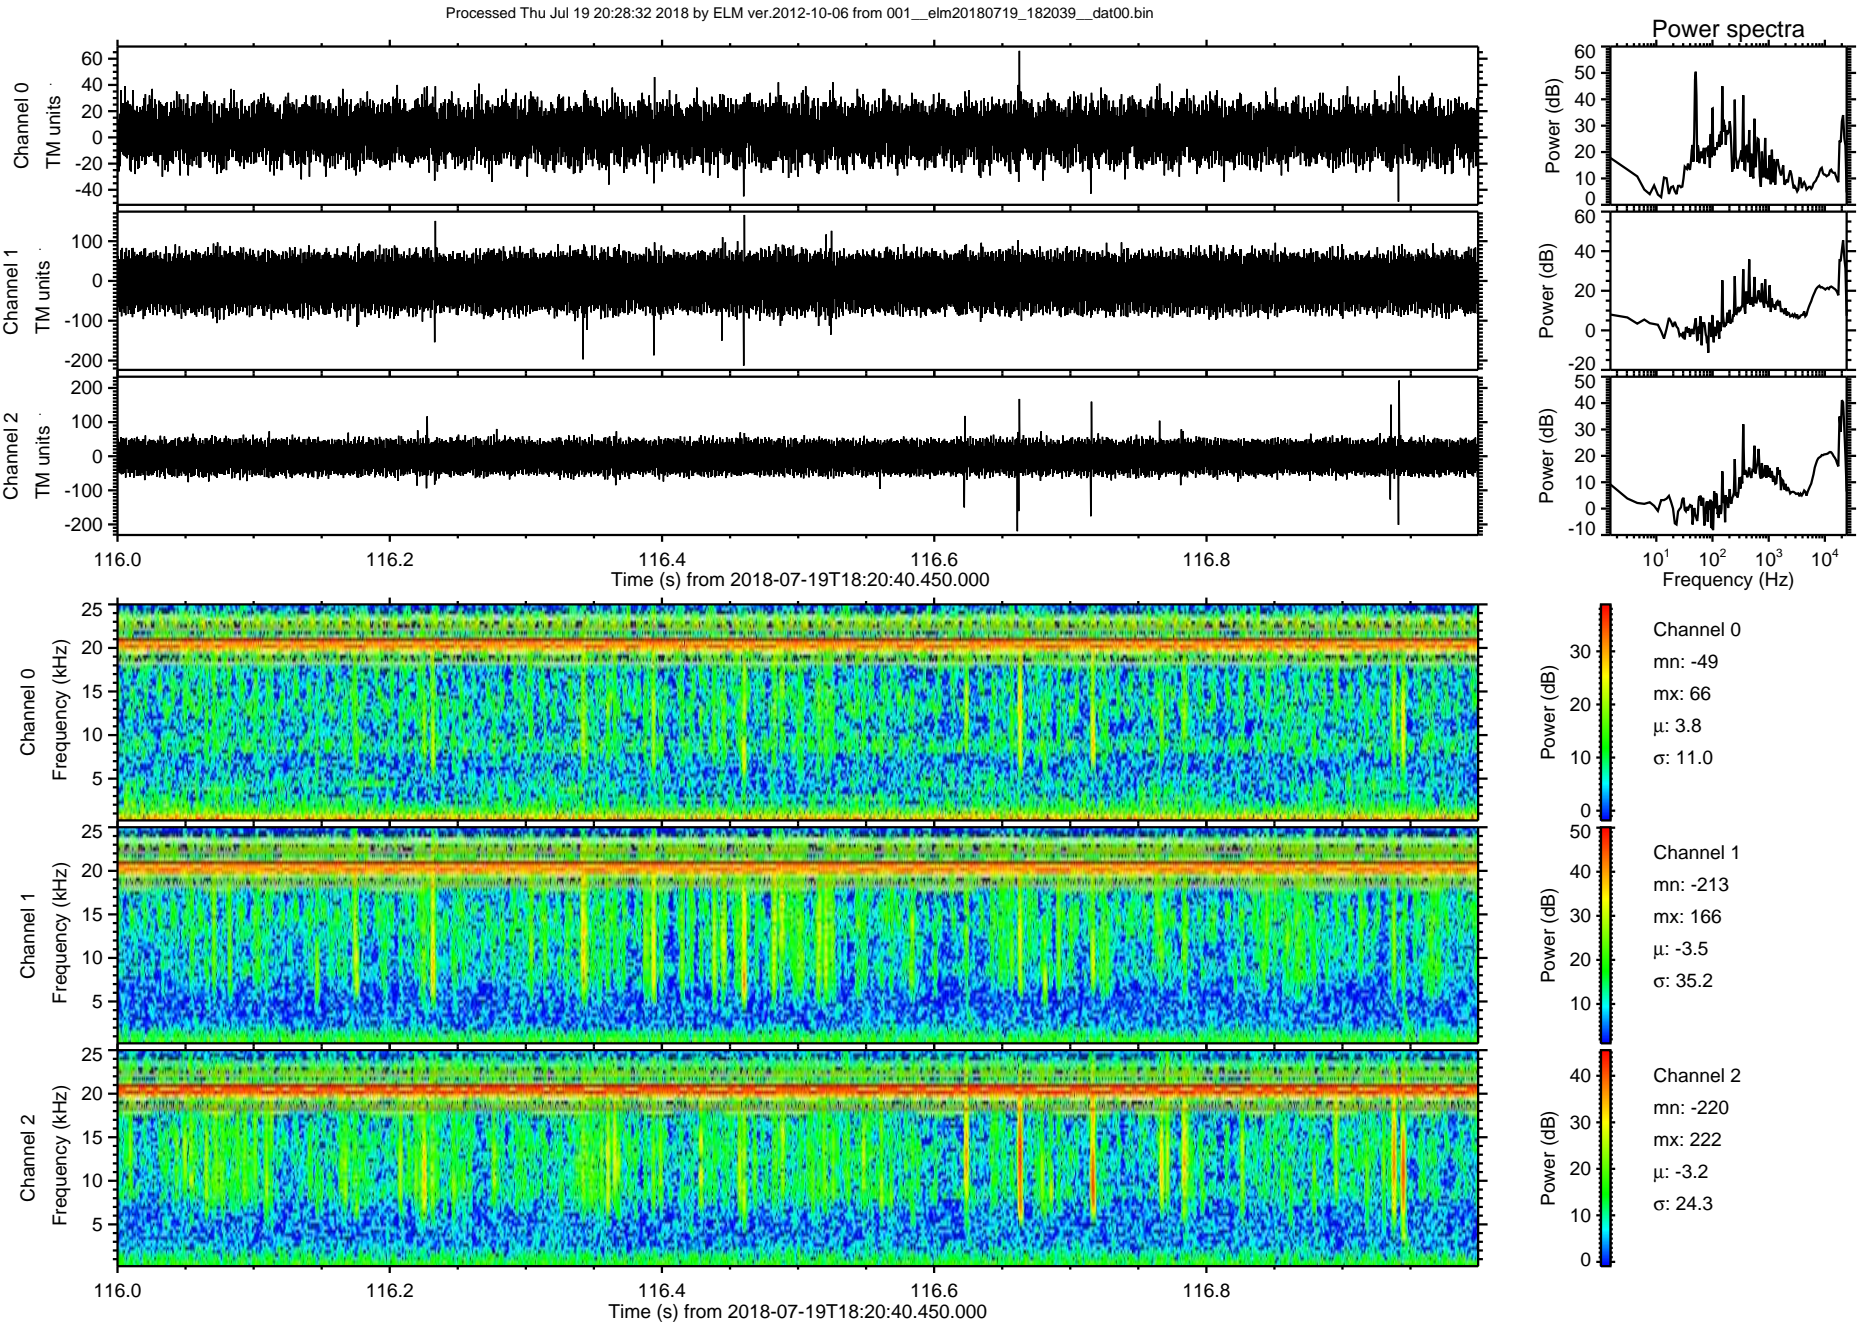 Processed Thu Jul 19 20:28:32 2018 by ELM ver.2012-10-06 from 001__elm20180719_182039__dat00.bin
Power spectra
Channel 0
TM units
60
40
20
0
-20
-40
Power (dB)
60
50
40
30
20
10
0
Channel 1
TM units
100
0
-100
-200
Power (dB)
60
40
20
0
-20
Channel 2
TM units
200
100
0
-100
-200
Power (dB)
50
40
30
20
10
0
-10
116.0 116.2 116.4 116.6 116.8
Time (s) from 2018-07-19T18:20:40.450.000
10^1 10^2 10^3 10^4
Frequency (Hz)
Channel 0
Frequency (kHz)
25
20
15
10
5
Power (dB)
30
20
10
0
Channel 0
mn: -49
mx: 66
μ: 3.8
σ: 11.0
Channel 1
Frequency (kHz)
25
20
15
10
5
Power (dB)
50
40
30
20
10
Channel 1
mn: -213
mx: 166
μ: -3.5
σ: 35.2
Channel 2
Frequency (kHz)
25
20
15
10
5
Power (dB)
40
30
20
10
0
Channel 2
mn: -220
mx: 222
μ: -3.2
σ: 24.3
116.0 116.2 116.4 116.6 116.8
Time (s) from 2018-07-19T18:20:40.450.000